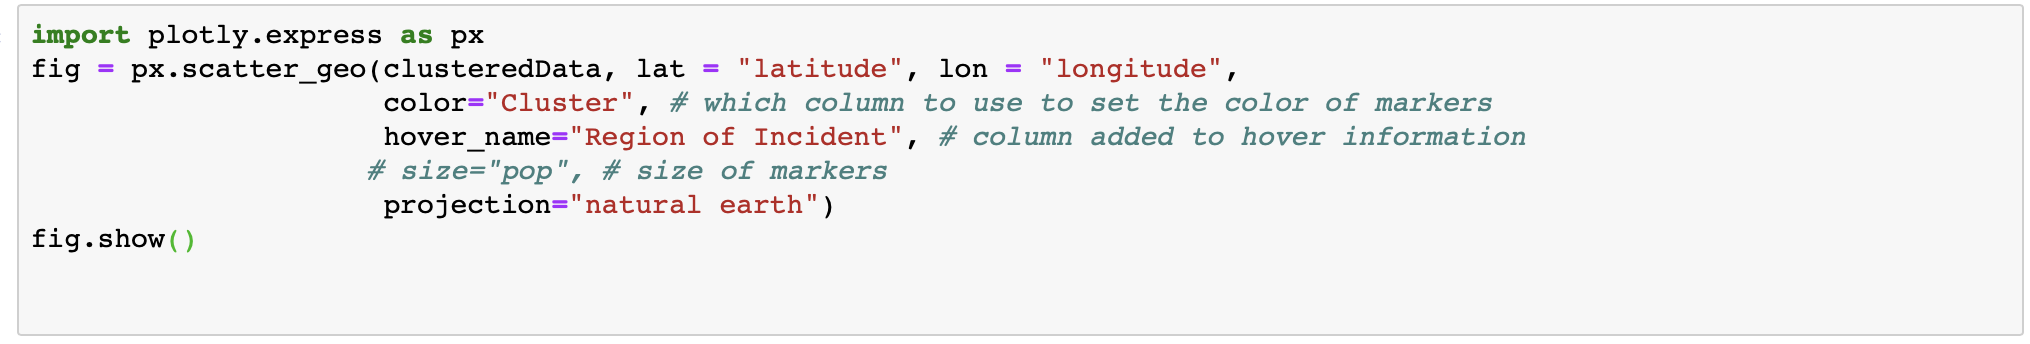 import plotly.express as px
fig = px.scatter_geo(clusteredData, lat = "latitude", lon = "longitude",
                     color="Cluster", # which column to use to set the color of markers
                     hover_name="Region of Incident", # column added to hover information
                    # size="pop", # size of markers
                     projection="natural earth")
fig.show()